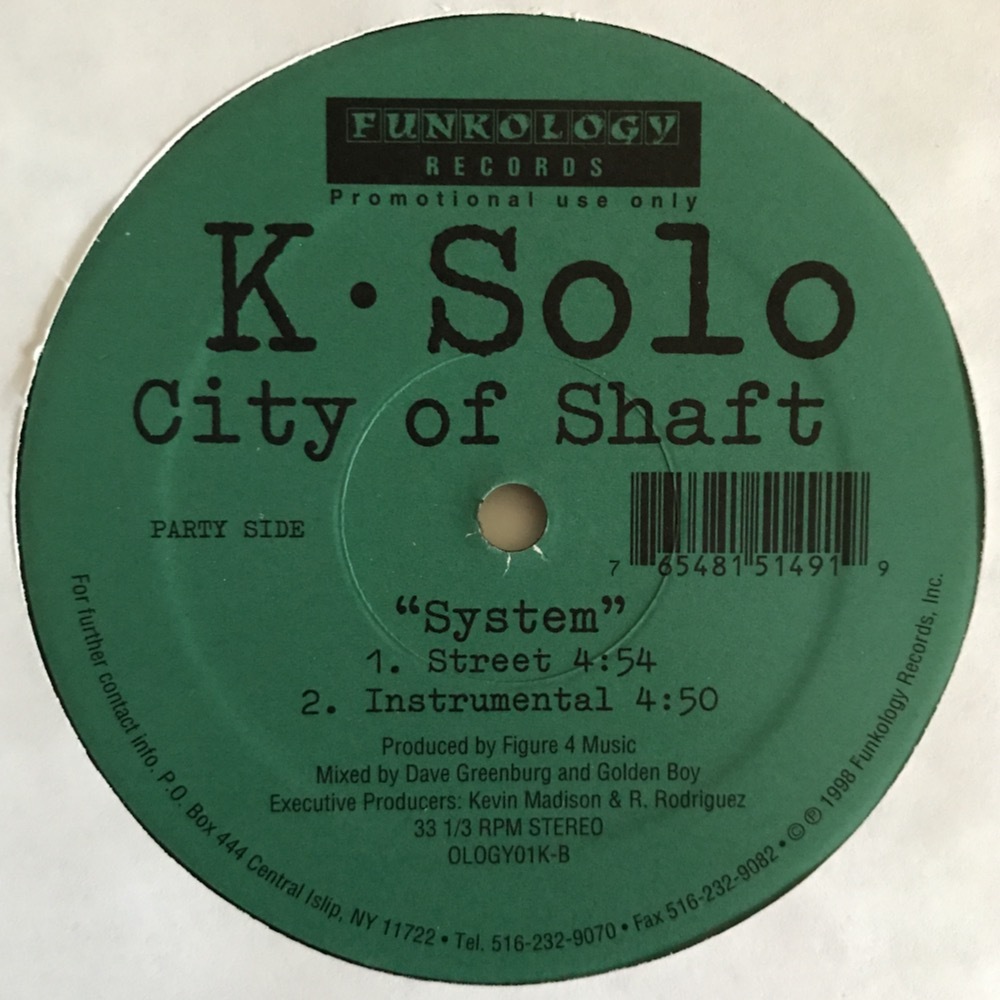 FUNKOLOGY
RECORDS
Promotional use only
K·Solo
City of Shaft
PARTY SIDE
7 65481 51491 9
“System”
1. Street 4:54
2. Instrumental 4:50
Produced by Figure 4 Music
Mixed by Dave Greenburg and Golden Boy
Executive Producers: Kevin Madison & R. Rodriguez
33 1/3 RPM STEREO
OLOGY01K-B
For further contact info. P.O. Box 444 Central Islip, NY 11722 • Tel. 516-232-9070 • Fax 516-232-9082 • © ℗ 1998 Funkology Records, Inc.